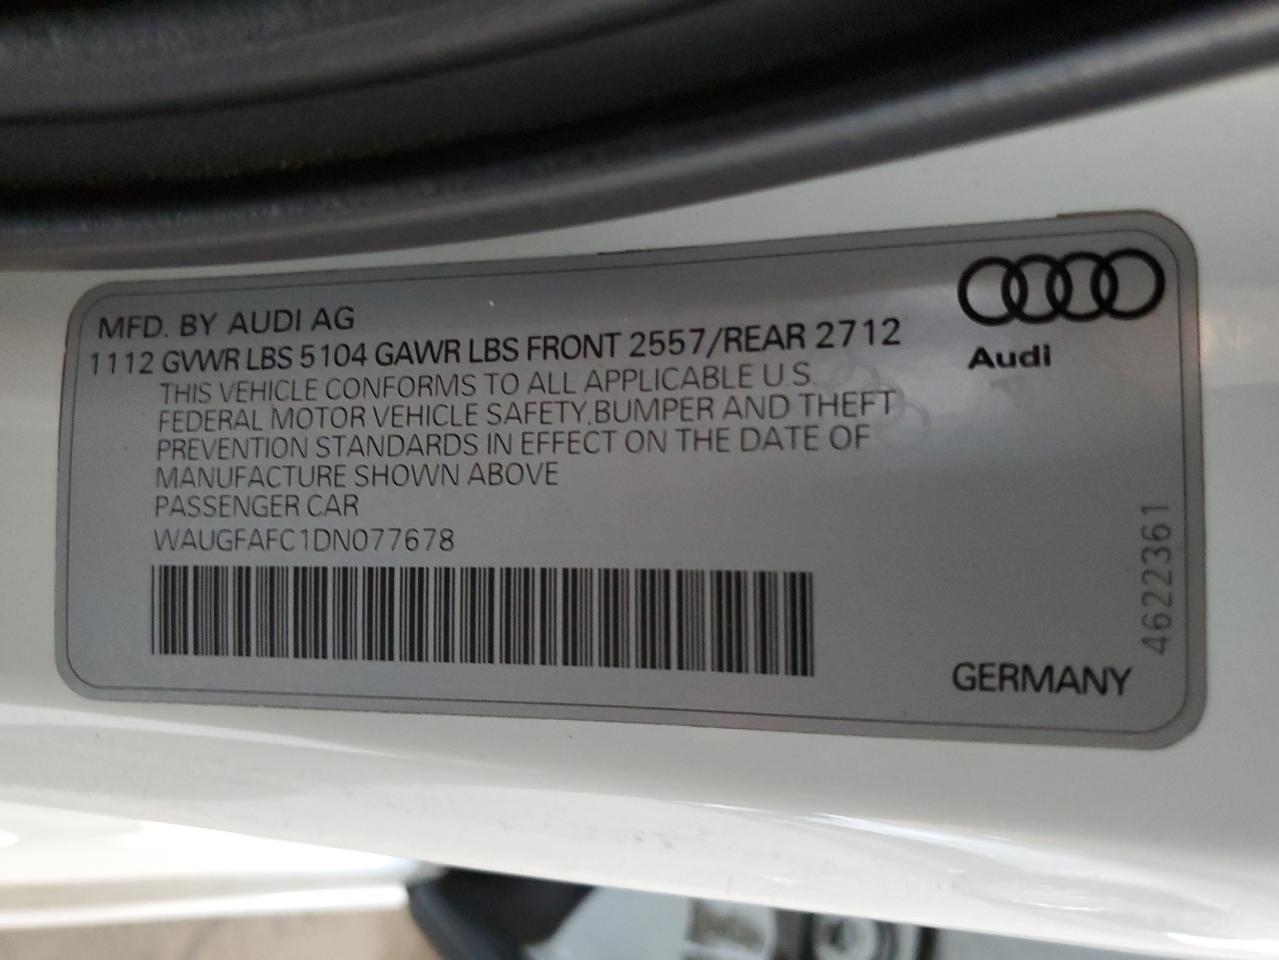 MFD. BY AUDI AG
1112 GVWR LBS 5104 GAWR LBS FRONT 2557/REAR 2712
THIS VEHICLE CONFORMS TO ALL APPLICABLE U.S.
FEDERAL MOTOR VEHICLE SAFETY,BUMPER AND THEFT
PREVENTION STANDARDS IN EFFECT ON THE DATE OF
MANUFACTURE SHOWN ABOVE
PASSENGER CAR
WAUGFAFC1DN077678
Audi
GERMANY
4622361